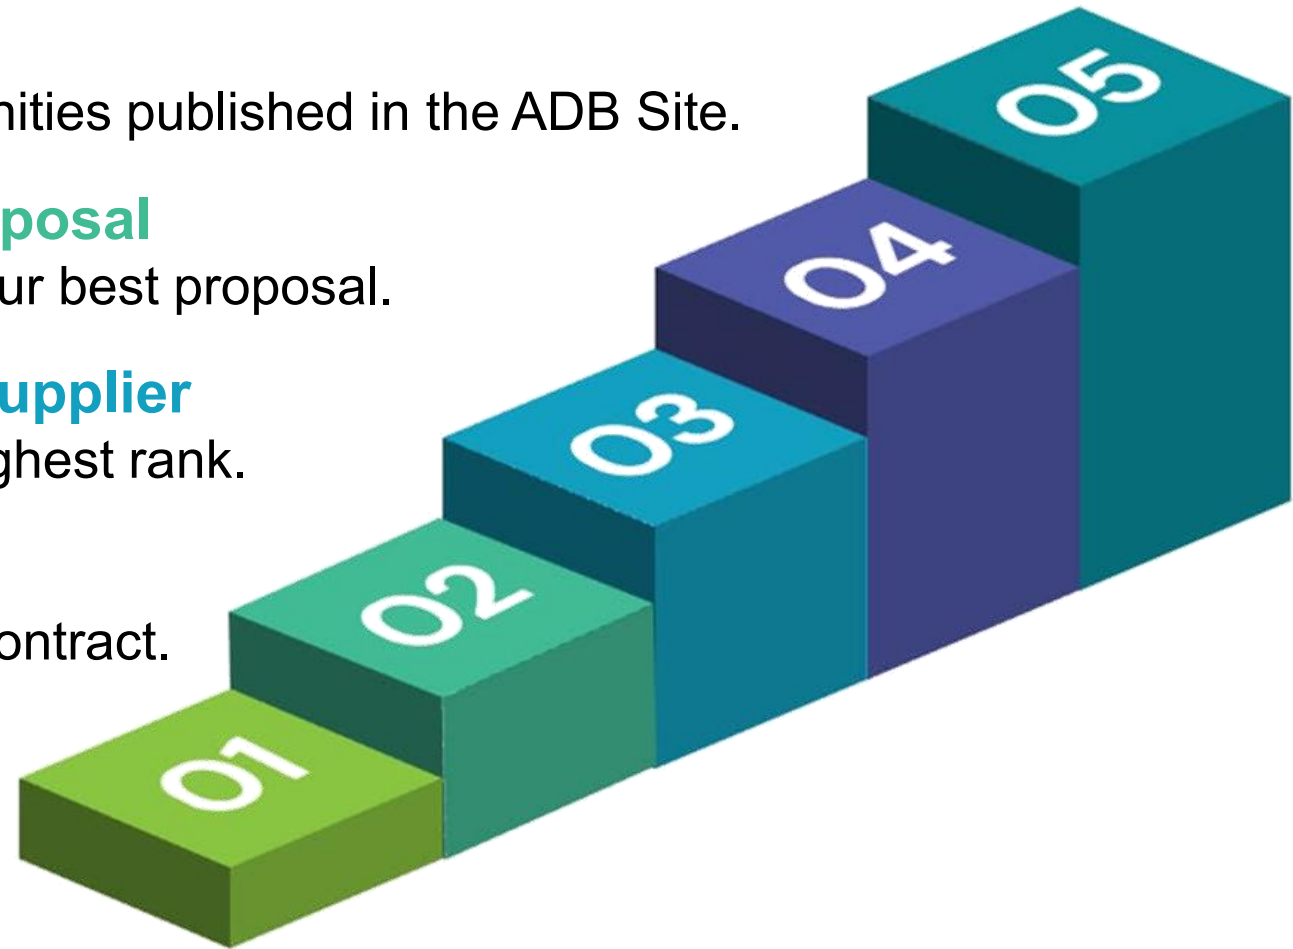 nities published in the ADB Site.
posal
ur best proposal.
upplier
ghest rank.
ontract.
05
04
03
02
01